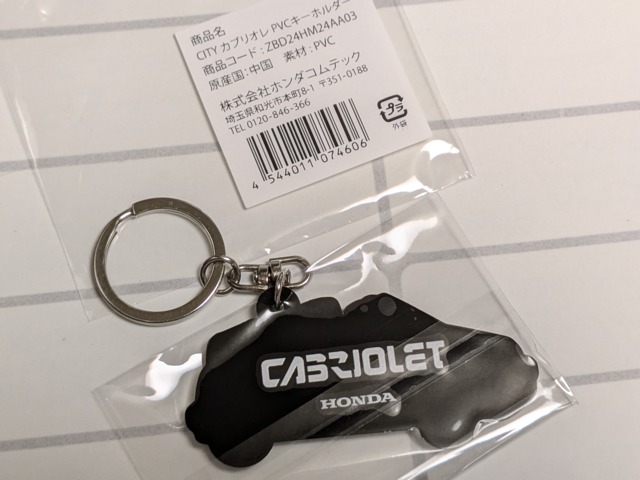 商品名
CITY カブリオレ PVCキーホルダー
商品コード：ZBD24HM24AA03
原産国：中国　素材：PVC
株式会社ホンダコムテック
埼玉県和光市本町8-1 〒351-0188
TEL 0120-846-366
4 544011 074606
プラ
外袋
CABRIOLET
HONDA